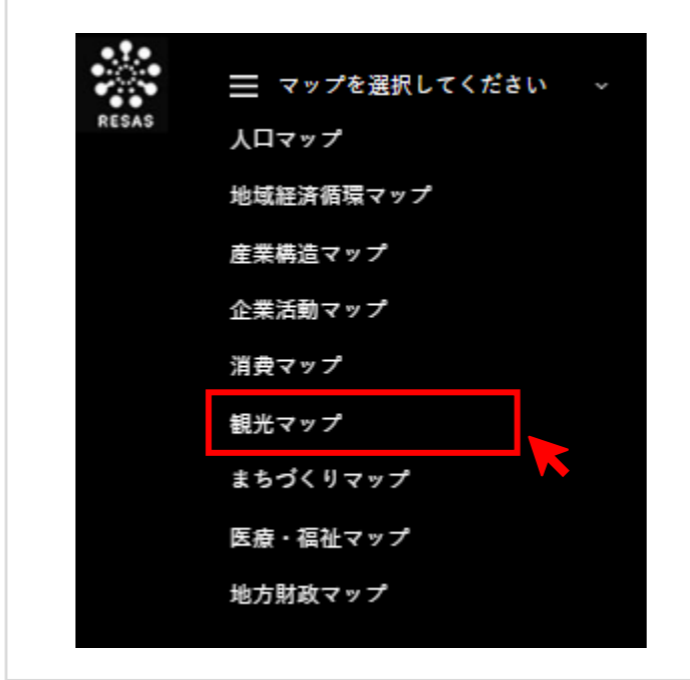 RESAS
マップを選択してください
人口マップ
地域経済循環マップ
産業構造マップ
企業活動マップ
消費マップ
観光マップ
まちづくりマップ
医療・福祉マップ
地方財政マップ